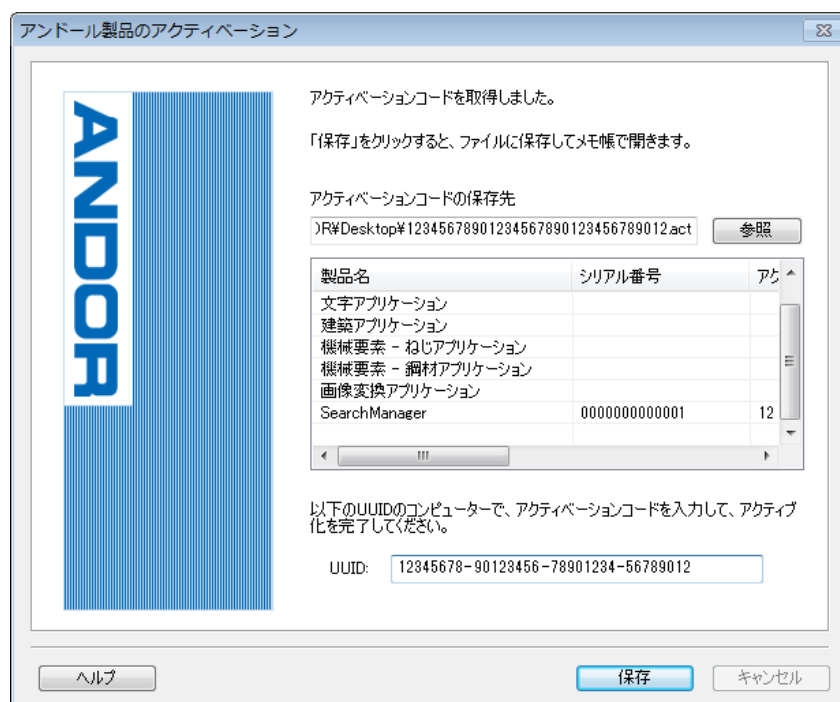 アンドール製品のアクティベーション
ANDOR
アクティベーションコードを取得しました。
「保存」をクリックすると、ファイルに保存してメモ帳で開きます。
アクティベーションコードの保存先
)R¥Desktop¥12345678901234567890123456789012.act 参照
製品名 シリアル番号 アク
文字アプリケーション
建築アプリケーション
機械要素 - ねじアプリケーション
機械要素 - 鋼材アプリケーション
画像変換アプリケーション
SearchManager 0000000000001 12
以下のUUIDのコンピューターで、アクティベーションコードを入力して、アクティブ
化を完了してください。
UUID: 12345678-90123456-78901234-56789012
ヘルプ 保存 キャンセル